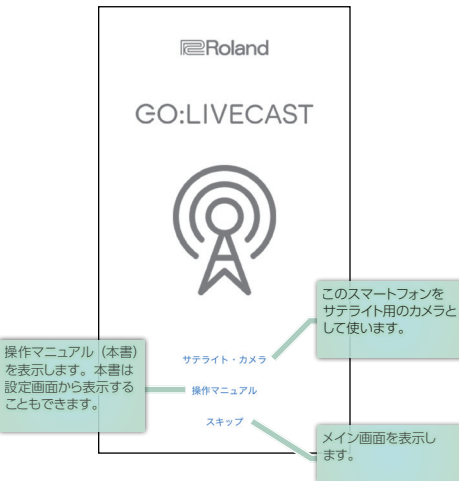 Roland
GO:LIVECAST
このスマートフォンを
サテライト用のカメラと
して使います。
操作マニュアル（本書）
を表示します。本書は
設定画面から表示する
こともできます。
サテライト・カメラ
操作マニュアル
スキップ
メイン画面を表示し
ます。